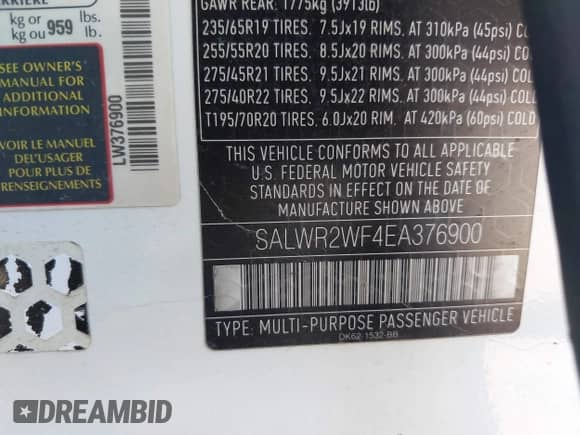 kg or
kg ou 959 lbs.
lb.
SEE OWNER'S
MANUAL FOR
ADDITIONAL
INFORMATION
VOIR LE MANUEL
DEL'USAGER
POUR PLUS DE
RENSEIGNEMENTS
LW376900
GAWR REAR: 1775kg (3913lb)
235/65R19 TIRES, 7.5Jx19 RIMS, AT 310kPa (45psi) COL
255/55R20 TIRES, 8.5Jx20 RIMS, AT 300kPa (44psi) COL
275/45R21 TIRES, 9.5Jx21 RIMS, AT 300kPa (44psi) COL
275/40R22 TIRES, 9.5Jx22 RIMS, AT 300kPa (44psi) COLD
T195/70R20 TIRES, 6.0Jx20 RIM, AT 420kPa (60psi) COLD
THIS VEHICLE CONFORMS TO ALL APPLICABLE
U.S. FEDERAL MOTOR VEHICLE SAFETY
STANDARDS IN EFFECT ON THE DATE OF
MANUFACTURE SHOWN ABOVE.
SALWR2WF4EA376900
TYPE: MULTI-PURPOSE PASSENGER VEHICLE
DK62-1532-BB
DREAMBID